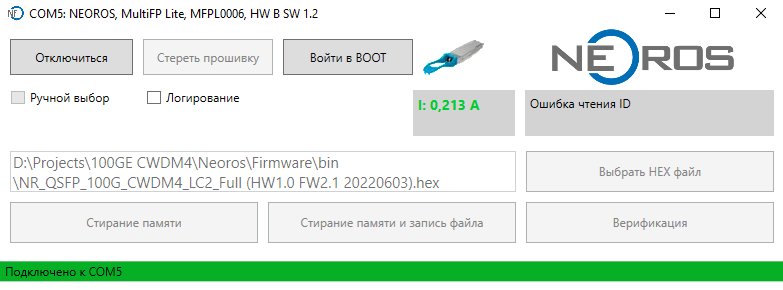 COM5: NEOROS, MultiFP Lite, MFPL0006, HW B SW 1.2
Отключиться
Стереть прошивку
Войти в BOOT
NEOROS
Ручной выбор
Логирование
I: 0,213 A
Ошибка чтения ID
D:\Projects\100GE CWDM4\Neoros\Firmware\bin
\NR_QSFP_100G_CWDM4_LC2_Full (HW1.0 FW2.1 20220603).hex
Выбрать HEX файл
Стирание памяти
Стирание памяти и запись файла
Верификация
Подключено к COM5